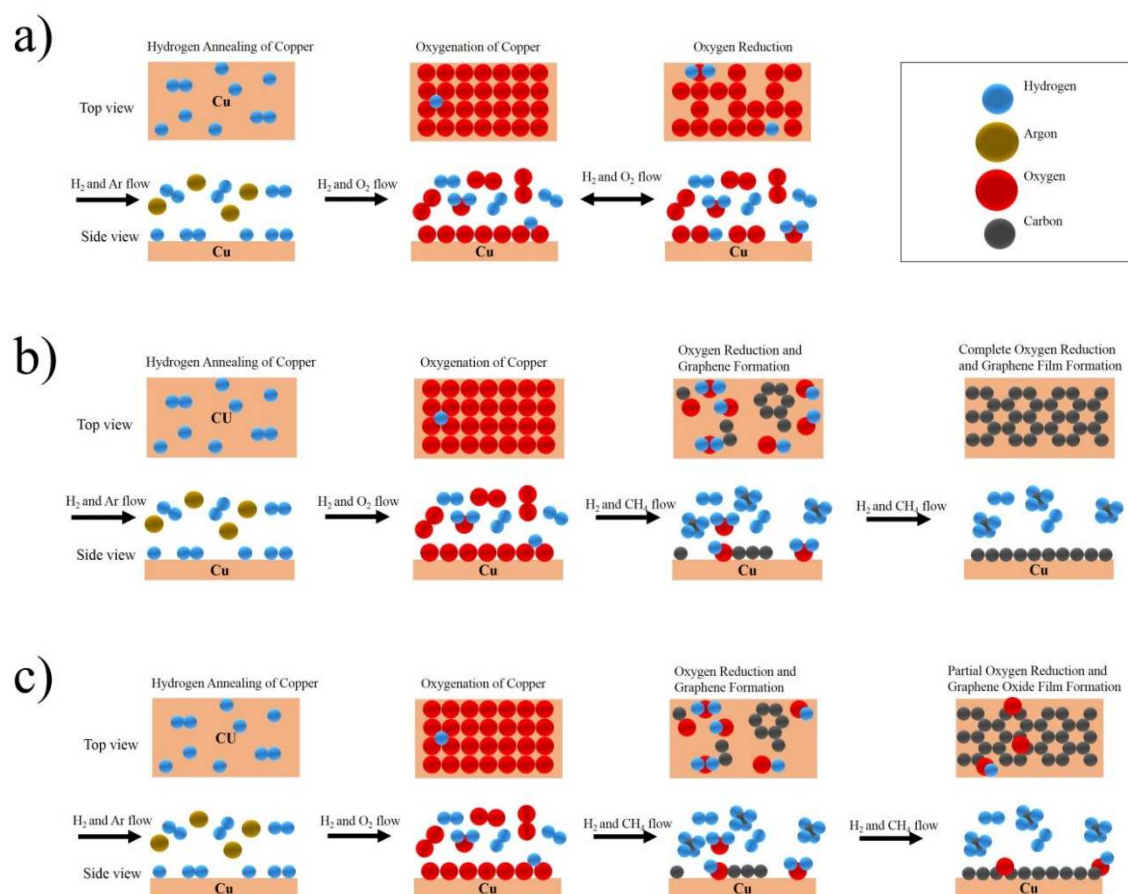 a)
Hydrogen Annealing of Copper
Oxygenation of Copper
Oxygen Reduction
Top view
Cu
H₂ and Ar flow
H₂ and O₂ flow
H₂ and O₂ flow
Side view
Cu
Cu
Cu
Hydrogen
Argon
Oxygen
Carbon
b)
Hydrogen Annealing of Copper
Oxygenation of Copper
Oxygen Reduction and
Graphene Formation
Complete Oxygen Reduction
and Graphene Film Formation
Top view
CU
H₂ and Ar flow
H₂ and O₂ flow
H₂ and CH₄ flow
H₂ and CH₄ flow
Side view
Cu
Cu
Cu
Cu
c)
Hydrogen Annealing of Copper
Oxygenation of Copper
Oxygen Reduction and
Graphene Formation
Partial Oxygen Reduction and
Graphene Oxide Film Formation
Top view
CU
H₂ and Ar flow
H₂ and O₂ flow
H₂ and CH₄ flow
H₂ and CH₄ flow
Side view
Cu
Cu
Cu
Cu